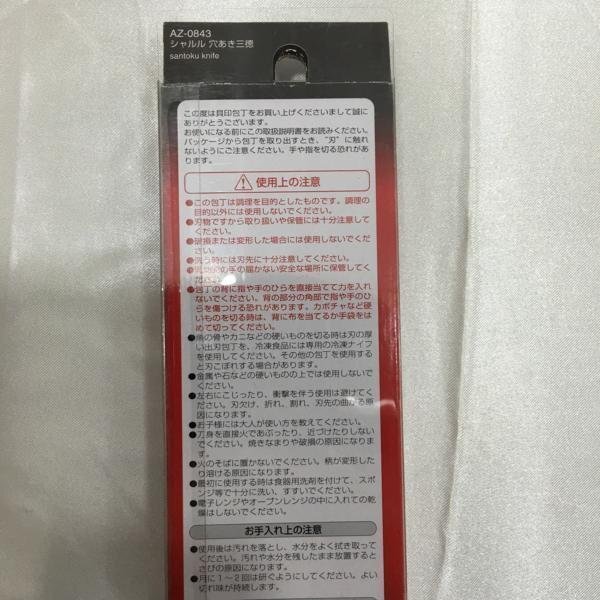 AZ-0843
シャルル 穴あき三徳
santoku knife
この度は貝印包丁をお買い上げくださいまして誠に
ありがとうございます。
お使いになる前にこの取扱説明書をお読みください。
パッケージから包丁を取り出すとき、“刃”に触れ
ないようにご注意ください。手や指を切る恐れがあ
ります。
使用上の注意
●この包丁は調理を目的としたものです。調理の
目的以外には使用しないでください。
●刃物ですから取り扱いや保管には十分注意して
ください。
●破損または変形した場合には使用しないでくだ
さい。
●洗う時には刃先に十分注意してください。
●乳幼児の手の届かない安全な場所に保管してく
ださい。
●包丁の背に指や手のひらを直接当てて力を入れ
ないでください。背の部分の角部で指や手のひ
らを傷つける恐れがあります。カボチャなど硬
いものを切る時は、背に布を当てるか手袋をは
めて切ってください。
●魚の骨やカニなどの硬いものを切る時は刃の厚
い出刃包丁を、冷凍食品には専用の冷凍ナイフ
を使用してください。その他の包丁を使用する
と刃こぼれする場合があります。
●金属や石などの硬いものの上では使用しないで
ください。
●左右にこじったり、衝撃を伴う使用は避けてく
ださい。刃欠け、折れ、割れ、刃先の曲がる原
因になります。
●お子様には大人が使い方を教えてください。
●刀身を直接火であぶったり、近づけたりしない
でください。焼きなまりや破損の原因になりま
す。
●火のそばに置かないでください。柄が変形した
り溶ける原因になります。
●最初に使用する時は食器用洗剤を付けて、スポ
ンジ等で十分に洗い、すすいでください。
●電子レンジやオーブンレンジの中に入れての乾
燥はしないでください。
お手入れ上の注意
●使用後は汚れを落とし、水分をよく拭き取って
ください。汚れや水分を残したまま放置すると
さびの原因になります。
●月に1〜2回は研ぐようにしてください。よい
切れ味が持続します。